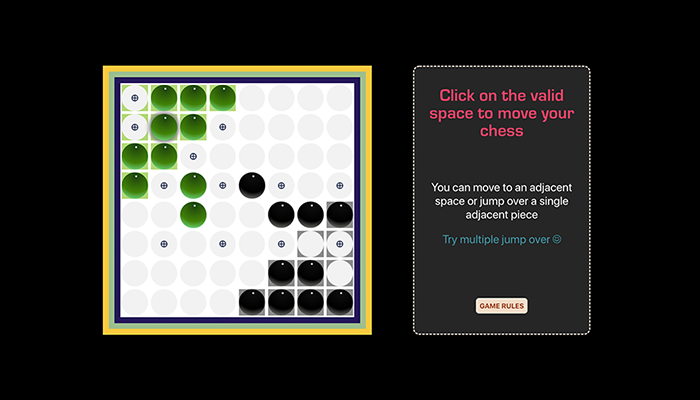 Click on the valid
space to move your
chess
You can move to an adjacent
space or jump over a single
adjacent piece
Try multiple jump over ☺
GAME RULES